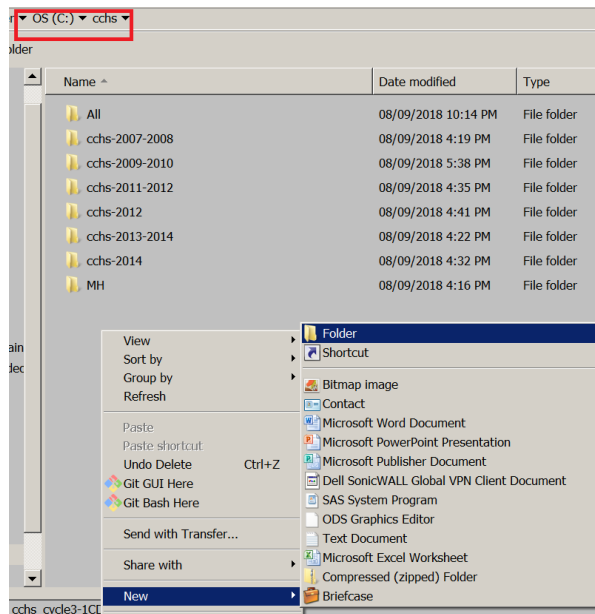 OS (C:) cchs
older
Name Date modified Type
All 08/09/2018 10:14 PM File folder
cchs-2007-2008 08/09/2018 4:19 PM File folder
cchs-2009-2010 08/09/2018 5:38 PM File folder
cchs-2011-2012 08/09/2018 4:35 PM File folder
cchs-2012 08/09/2018 4:41 PM File folder
cchs-2013-2014 08/09/2018 4:22 PM File folder
cchs-2014 08/09/2018 4:32 PM File folder
MH 08/09/2018 4:16 PM File folder
ain
View
Sort by
Group by
Refresh
Paste
Paste shortcut
Undo Delete Ctrl+Z
Git GUI Here
Git Bash Here
Send with Transfer...
Share with
New
Folder
Shortcut
Bitmap image
Contact
Microsoft Word Document
Microsoft PowerPoint Presentation
Microsoft Publisher Document
Dell SonicWALL Global VPN Client Document
SAS System Program
ODS Graphics Editor
Text Document
Microsoft Excel Worksheet
Compressed (zipped) Folder
Briefcase